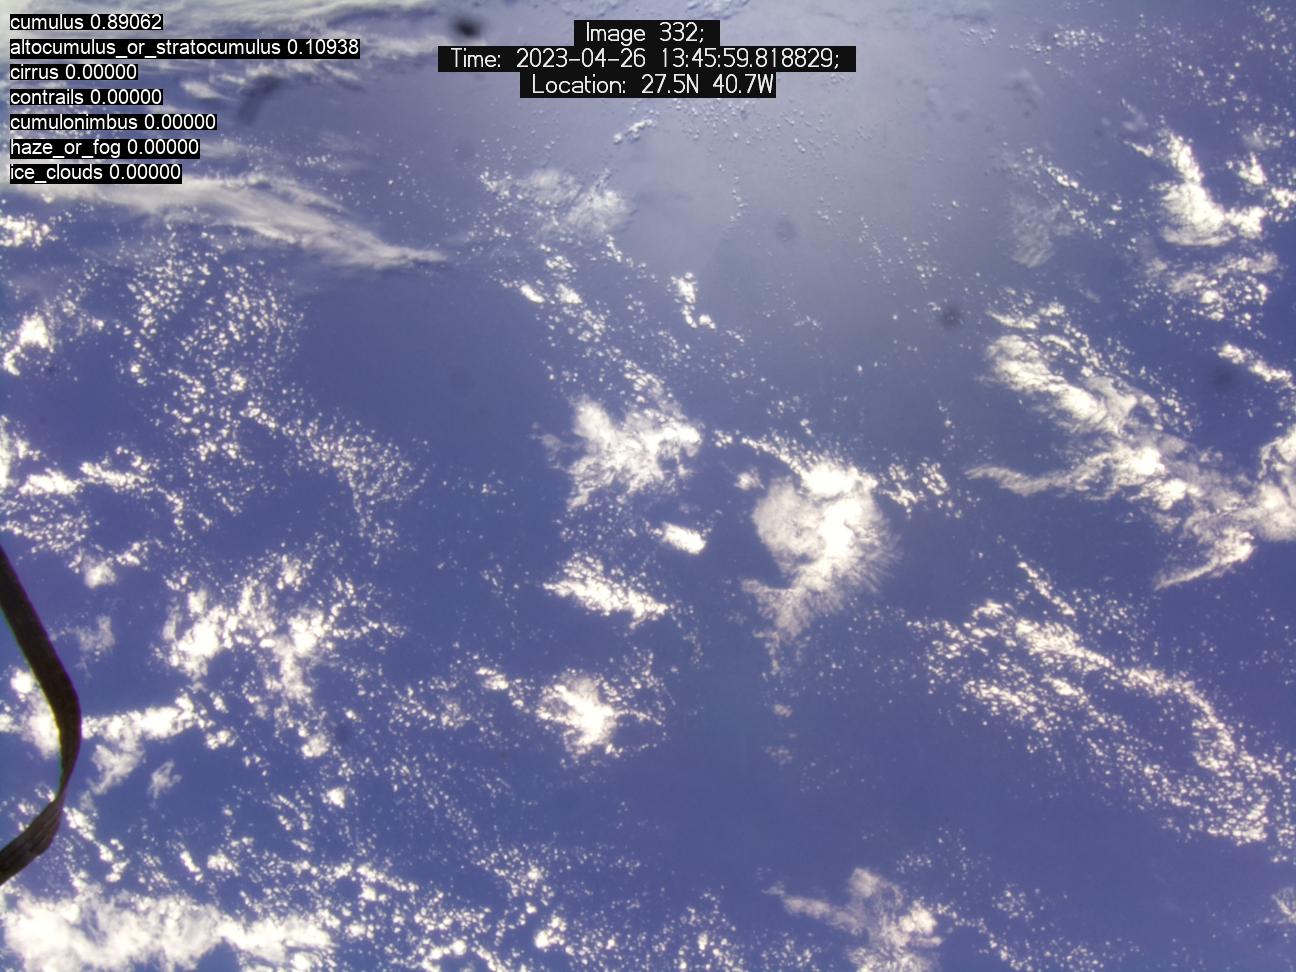 cumulus 0.89062
altocumulus_or_stratocumulus 0.10938
cirrus 0.00000
contrails 0.00000
cumulonimbus 0.00000
haze_or_fog 0.00000
ice_clouds 0.00000
Image 332;
Time: 2023-04-26 13:45:59.818829;
Location: 27.5N 40.7W